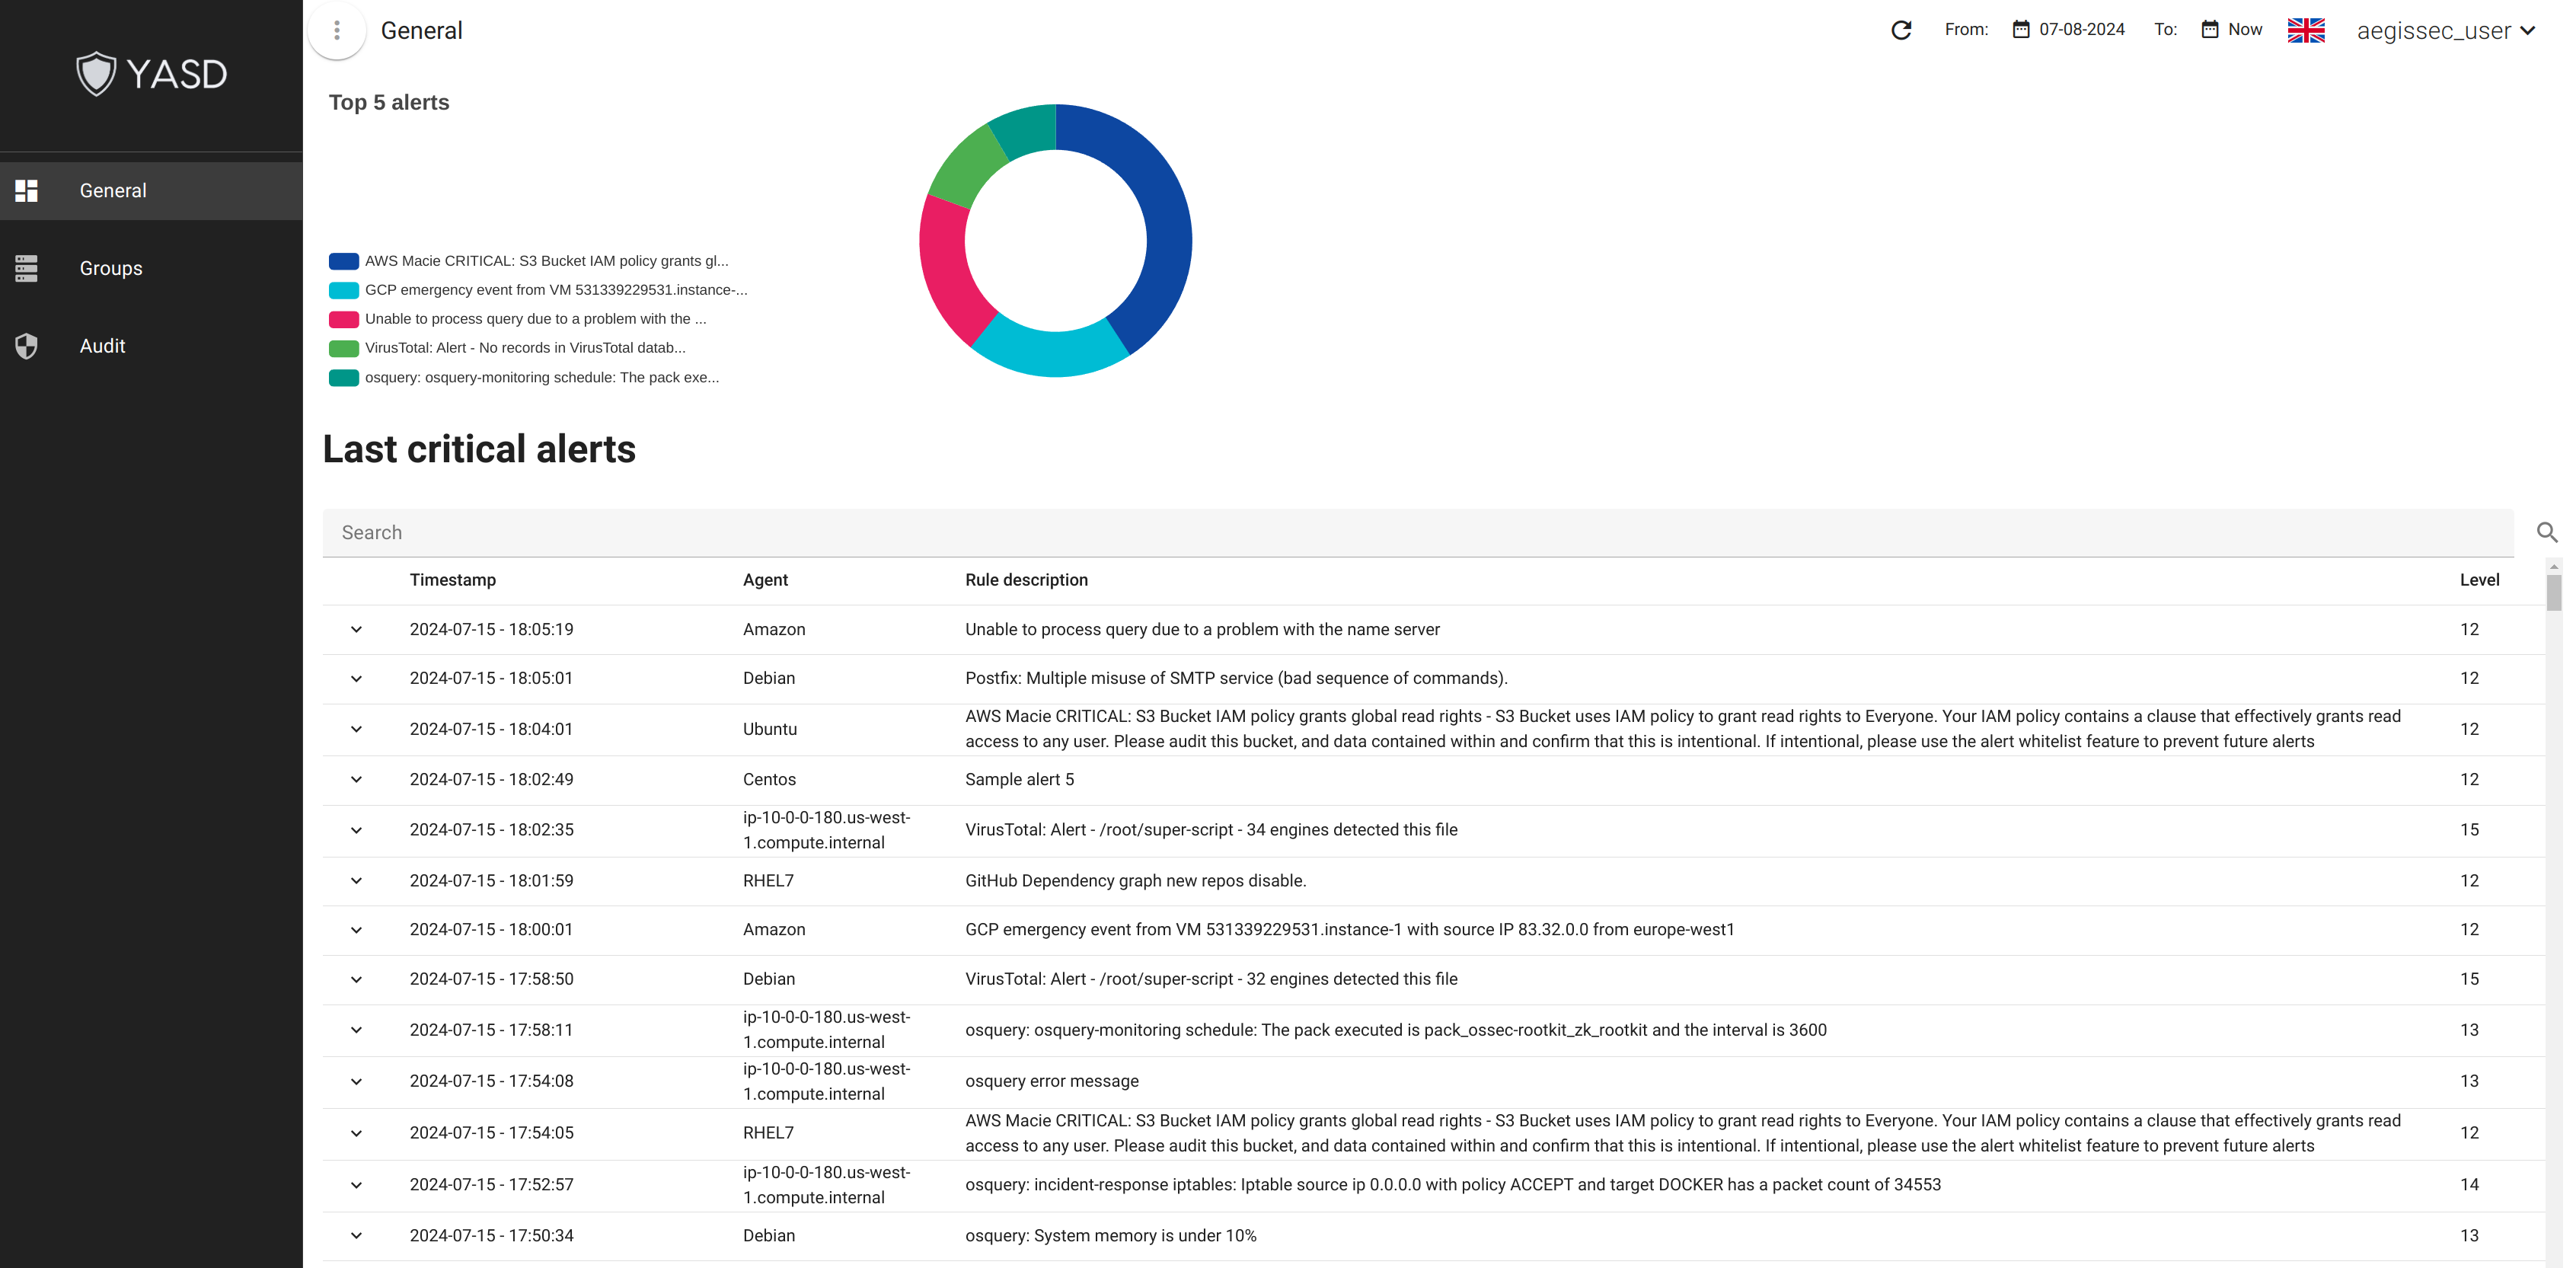 YASD
General
Groups
Audit
General
From: 07-08-2024 To: Now aegissec_user
Top 5 alerts
AWS Macie CRITICAL: S3 Bucket IAM policy grants gl...
GCP emergency event from VM 531339229531.instance-...
Unable to process query due to a problem with the ...
VirusTotal: Alert - No records in VirusTotal datab...
osquery: osquery-monitoring schedule: The pack exe...
Last critical alerts
Search
Timestamp Agent Rule description Level
2024-07-15 - 18:05:19 Amazon Unable to process query due to a problem with the name server 12
2024-07-15 - 18:05:01 Debian Postfix: Multiple misuse of SMTP service (bad sequence of commands). 12
2024-07-15 - 18:04:01 Ubuntu AWS Macie CRITICAL: S3 Bucket IAM policy grants global read rights - S3 Bucket uses IAM policy to grant read rights to Everyone. Your IAM policy contains a clause that effectively grants read
access to any user. Please audit this bucket, and data contained within and confirm that this is intentional. If intentional, please use the alert whitelist feature to prevent future alerts 12
2024-07-15 - 18:02:49 Centos Sample alert 5 12
2024-07-15 - 18:02:35 ip-10-0-0-180.us-west-
1.compute.internal VirusTotal: Alert - /root/super-script - 34 engines detected this file 15
2024-07-15 - 18:01:59 RHEL7 GitHub Dependency graph new repos disable. 12
2024-07-15 - 18:00:01 Amazon GCP emergency event from VM 531339229531.instance-1 with source IP 83.32.0.0 from europe-west1 12
2024-07-15 - 17:58:50 Debian VirusTotal: Alert - /root/super-script - 32 engines detected this file 15
2024-07-15 - 17:58:11 ip-10-0-0-180.us-west-
1.compute.internal osquery: osquery-monitoring schedule: The pack executed is pack_ossec-rootkit_zk_rootkit and the interval is 3600 13
2024-07-15 - 17:54:08 ip-10-0-0-180.us-west-
1.compute.internal osquery error message 13
2024-07-15 - 17:54:05 RHEL7 AWS Macie CRITICAL: S3 Bucket IAM policy grants global read rights - S3 Bucket uses IAM policy to grant read rights to Everyone. Your IAM policy contains a clause that effectively grants read
access to any user. Please audit this bucket, and data contained within and confirm that this is intentional. If intentional, please use the alert whitelist feature to prevent future alerts 12
2024-07-15 - 17:52:57 ip-10-0-0-180.us-west-
1.compute.internal osquery: incident-response iptables: Iptable source ip 0.0.0.0 with policy ACCEPT and target DOCKER has a packet count of 34553 14
2024-07-15 - 17:50:34 Debian osquery: System memory is under 10% 13